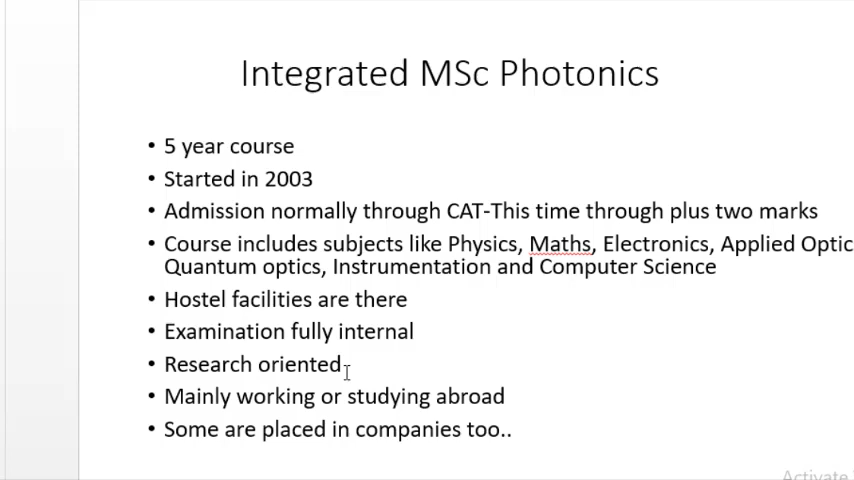 Integrated MSc Photonics
• 5 year course
• Started in 2003
• Admission normally through CAT-This time through plus two marks
• Course includes subjects like Physics, Maths, Electronics, Applied Optic
Quantum optics, Instrumentation and Computer Science
• Hostel facilities are there
• Examination fully internal
• Research oriented
• Mainly working or studying abroad
• Some are placed in companies too..
Activate